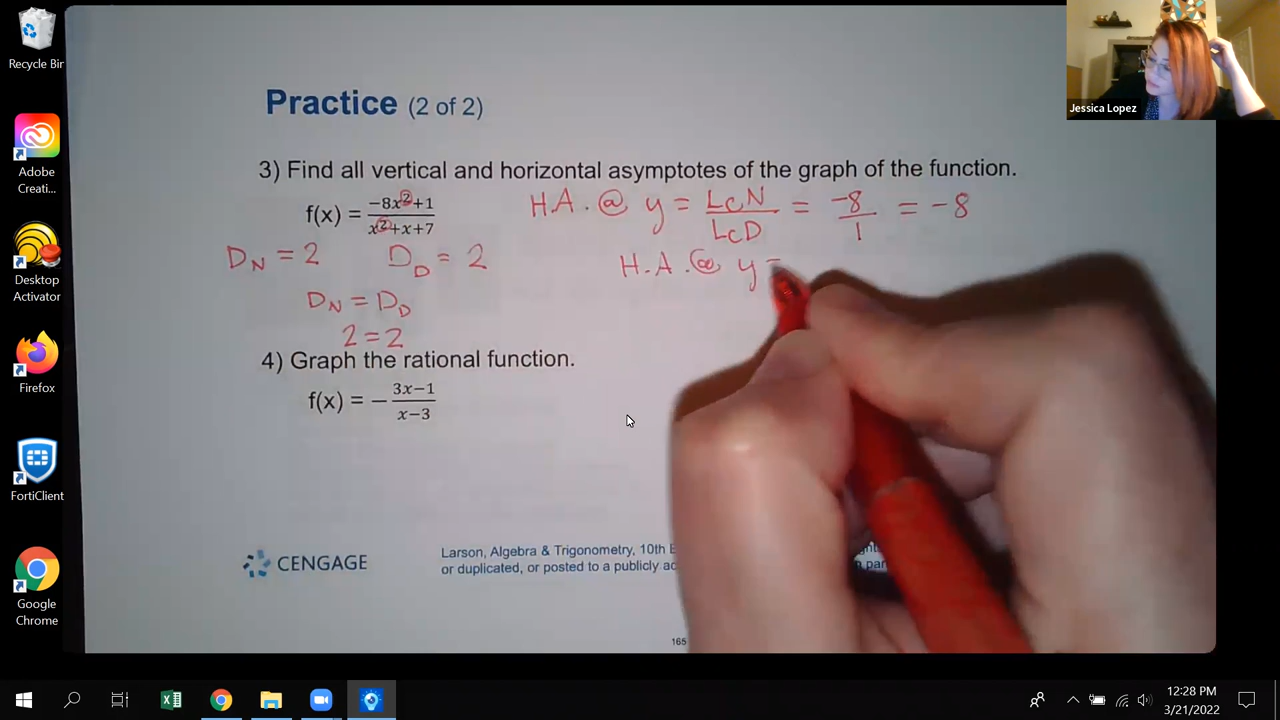 Recycle Bin
Adobe
Creati...
Desktop
Activator
Firefox
FortiClient
Google
Chrome
Jessica Lopez
Practice (2 of 2)
3) Find all vertical and horizontal asymptotes of the graph of the function.
f(x) = −8x²+1 / x²+x+7
H.A. @ y = LCN / LCD = -8 / 1 = -8
D_N = 2 D_D = 2
H.A. @ y =
D_N = D_D
2 = 2
4) Graph the rational function.
f(x) = − 3x−1 / x−3
CENGAGE
Larson, Algebra & Trigonometry, 10th
or duplicated, or posted to a publicly
165
12:28 PM
3/21/2022